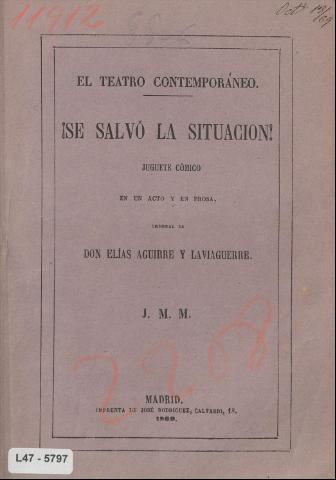 11912
Oct.
EL TEATRO CONTEMPORÁNEO.
¡SE SALVÓ LA SITUACION!
JUGUETE CÓMICO
EN UN ACTO Y EN PROSA,
ORIGINAL DE
DON ELÍAS AGUIRRE Y LAVIAGUERRE.
J. M. M.
2208
MADRID.
IMPRENTA DE JOSÉ RODRIGUEZ, CALVARIO, 18.
1869.
L47 - 5797